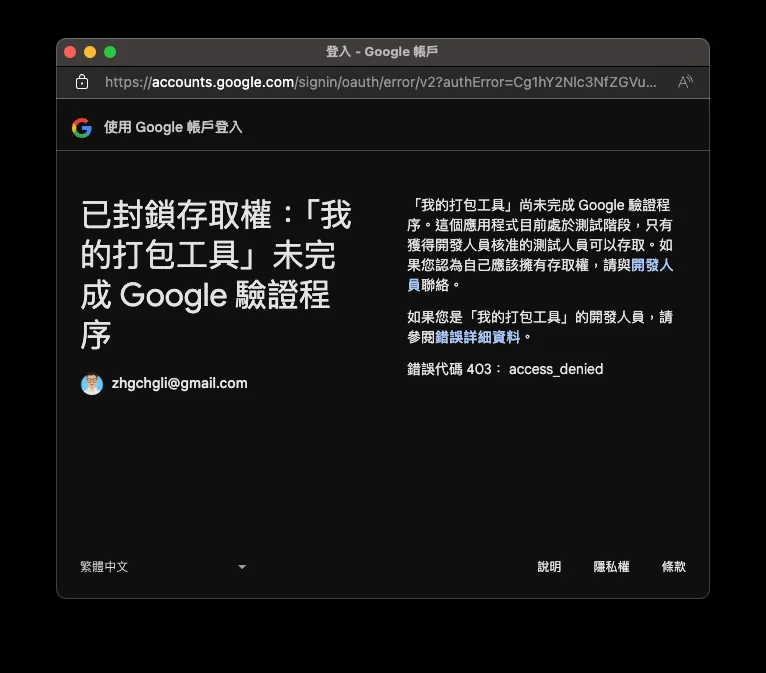 登入 - Google 帳戶
https://accounts.google.com/signin/oauth/error/v2?authError=Cg1hY2Nlc3NfZGVu...
使用 Google 帳戶登入
已封鎖存取權：「我
的打包工具」未完
成 Google 驗證程
序
zhgchgli@gmail.com
「我的打包工具」尚未完成 Google 驗證程
序。這個應用程式目前處於測試階段，只有
獲得開發人員核准的測試人員可以存取。如
果您認為自己應該擁有存取權，請與開發人
員聯絡。
如果您是「我的打包工具」的開發人員，請
參閱錯誤詳細資料。
錯誤代碼 403： access_denied
繁體中文
說明 隱私權 條款